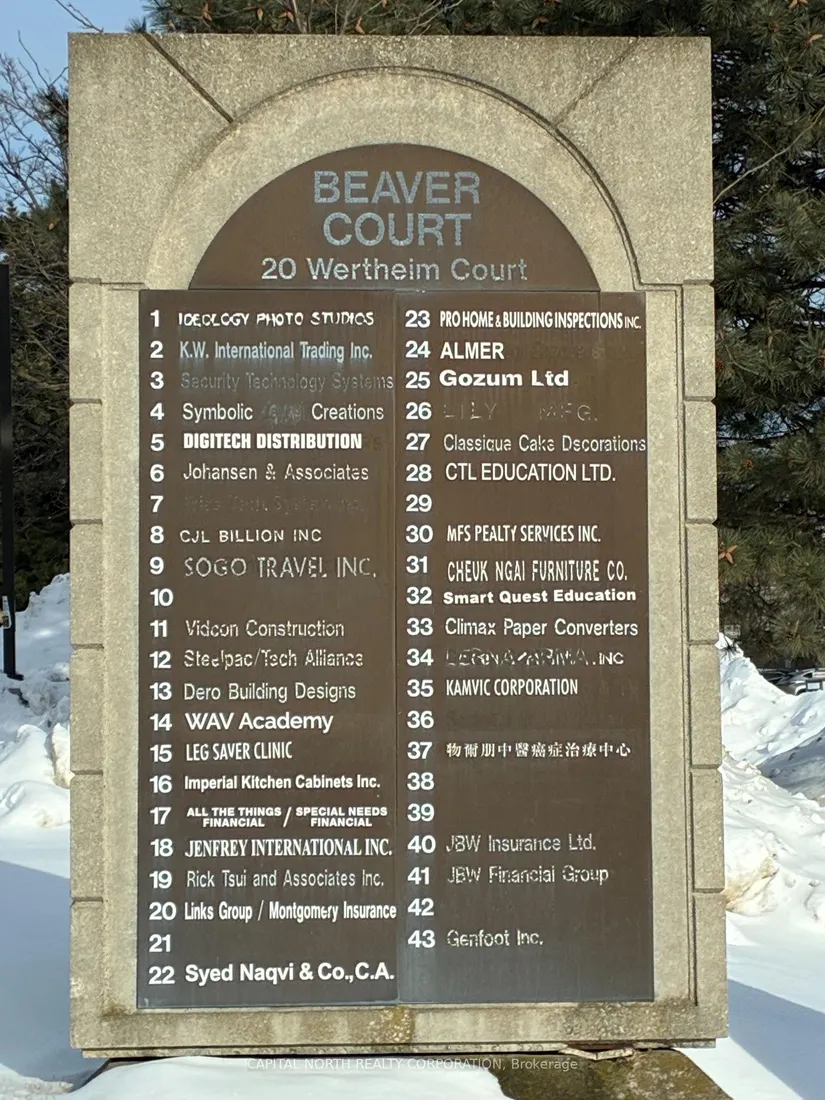 BEAVER
COURT
20 Wertheim Court
1 IDEOLOGY PHOTO STUDIOS
2 K.W. International Trading Inc.
3 Security Technology Systems
4 Symbolic Creations
5 DIGITECH DISTRIBUTION
6 Johansen & Associates
7
8 CJL BILLION INC
9 SOGO TRAVEL INC.
10
11 Vidcon Construction
12 Steelpac/Tech Alliance
13 Dero Building Designs
14 WAV Academy
15 LEG SAVER CLINIC
16 Imperial Kitchen Cabinets Inc.
17 ALL THE THINGS / SPECIAL NEEDS
FINANCIAL FINANCIAL
18 JENFREY INTERNATIONAL INC.
19 Rick Tsui and Associates Inc.
20 Links Group / Montgomery Insurance
21
22 Syed Naqvi & Co., C.A.
23 PRO HOME & BUILDING INSPECTIONS INC.
24 ALMER
25 Gozum Ltd
26 LILY MFG.
27 Classique Cake Decorations
28 CTL EDUCATION LTD.
29
30 MFS REALTY SERVICES INC.
31 CHEUK NGAI FURNITURE CO.
32 Smart Quest Education
33 Climax Paper Converters
34 INC
35 KAMVIC CORPORATION
36
37 物爾朋中醫癌症治療中心
38
39
40 JBW Insurance Ltd.
41 JBW Financial Group
42
43 Genfoot Inc.
CAPITAL NORTH REALTY CORPORATION, Brokerage